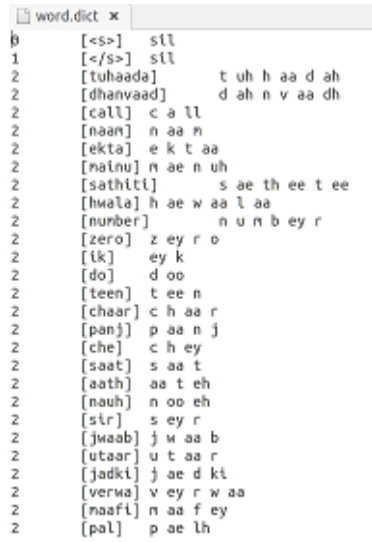 word.dict ×
0 [<s>] sil
1 [</s>] sil
2 [tuhaada] t uh h aa d ah
2 [dhanvaad] d ah n v aa dh
2 [call] c a ll
2 [naam] n aa m
2 [ekta] e k t aa
2 [mainu] m ae n uh
2 [sathiti] s ae th ee t ee
2 [hwala] h ae w aa l aa
2 [number] n u m b ey r
2 [zero] z ey r o
2 [ik] ey k
2 [do] d oo
2 [teen] t ee n
2 [chaar] c h aa r
2 [panj] p aa n j
2 [che] c h ey
2 [saat] s aa t
2 [aath] aa t eh
2 [nauh] n oo eh
2 [sir] s ey r
2 [jwaab] j w aa b
2 [utaar] u t aa r
2 [jadki] j ae d ki
2 [verwa] v ey r w aa
2 [maafi] m aa f ey
2 [pal] p ae lh